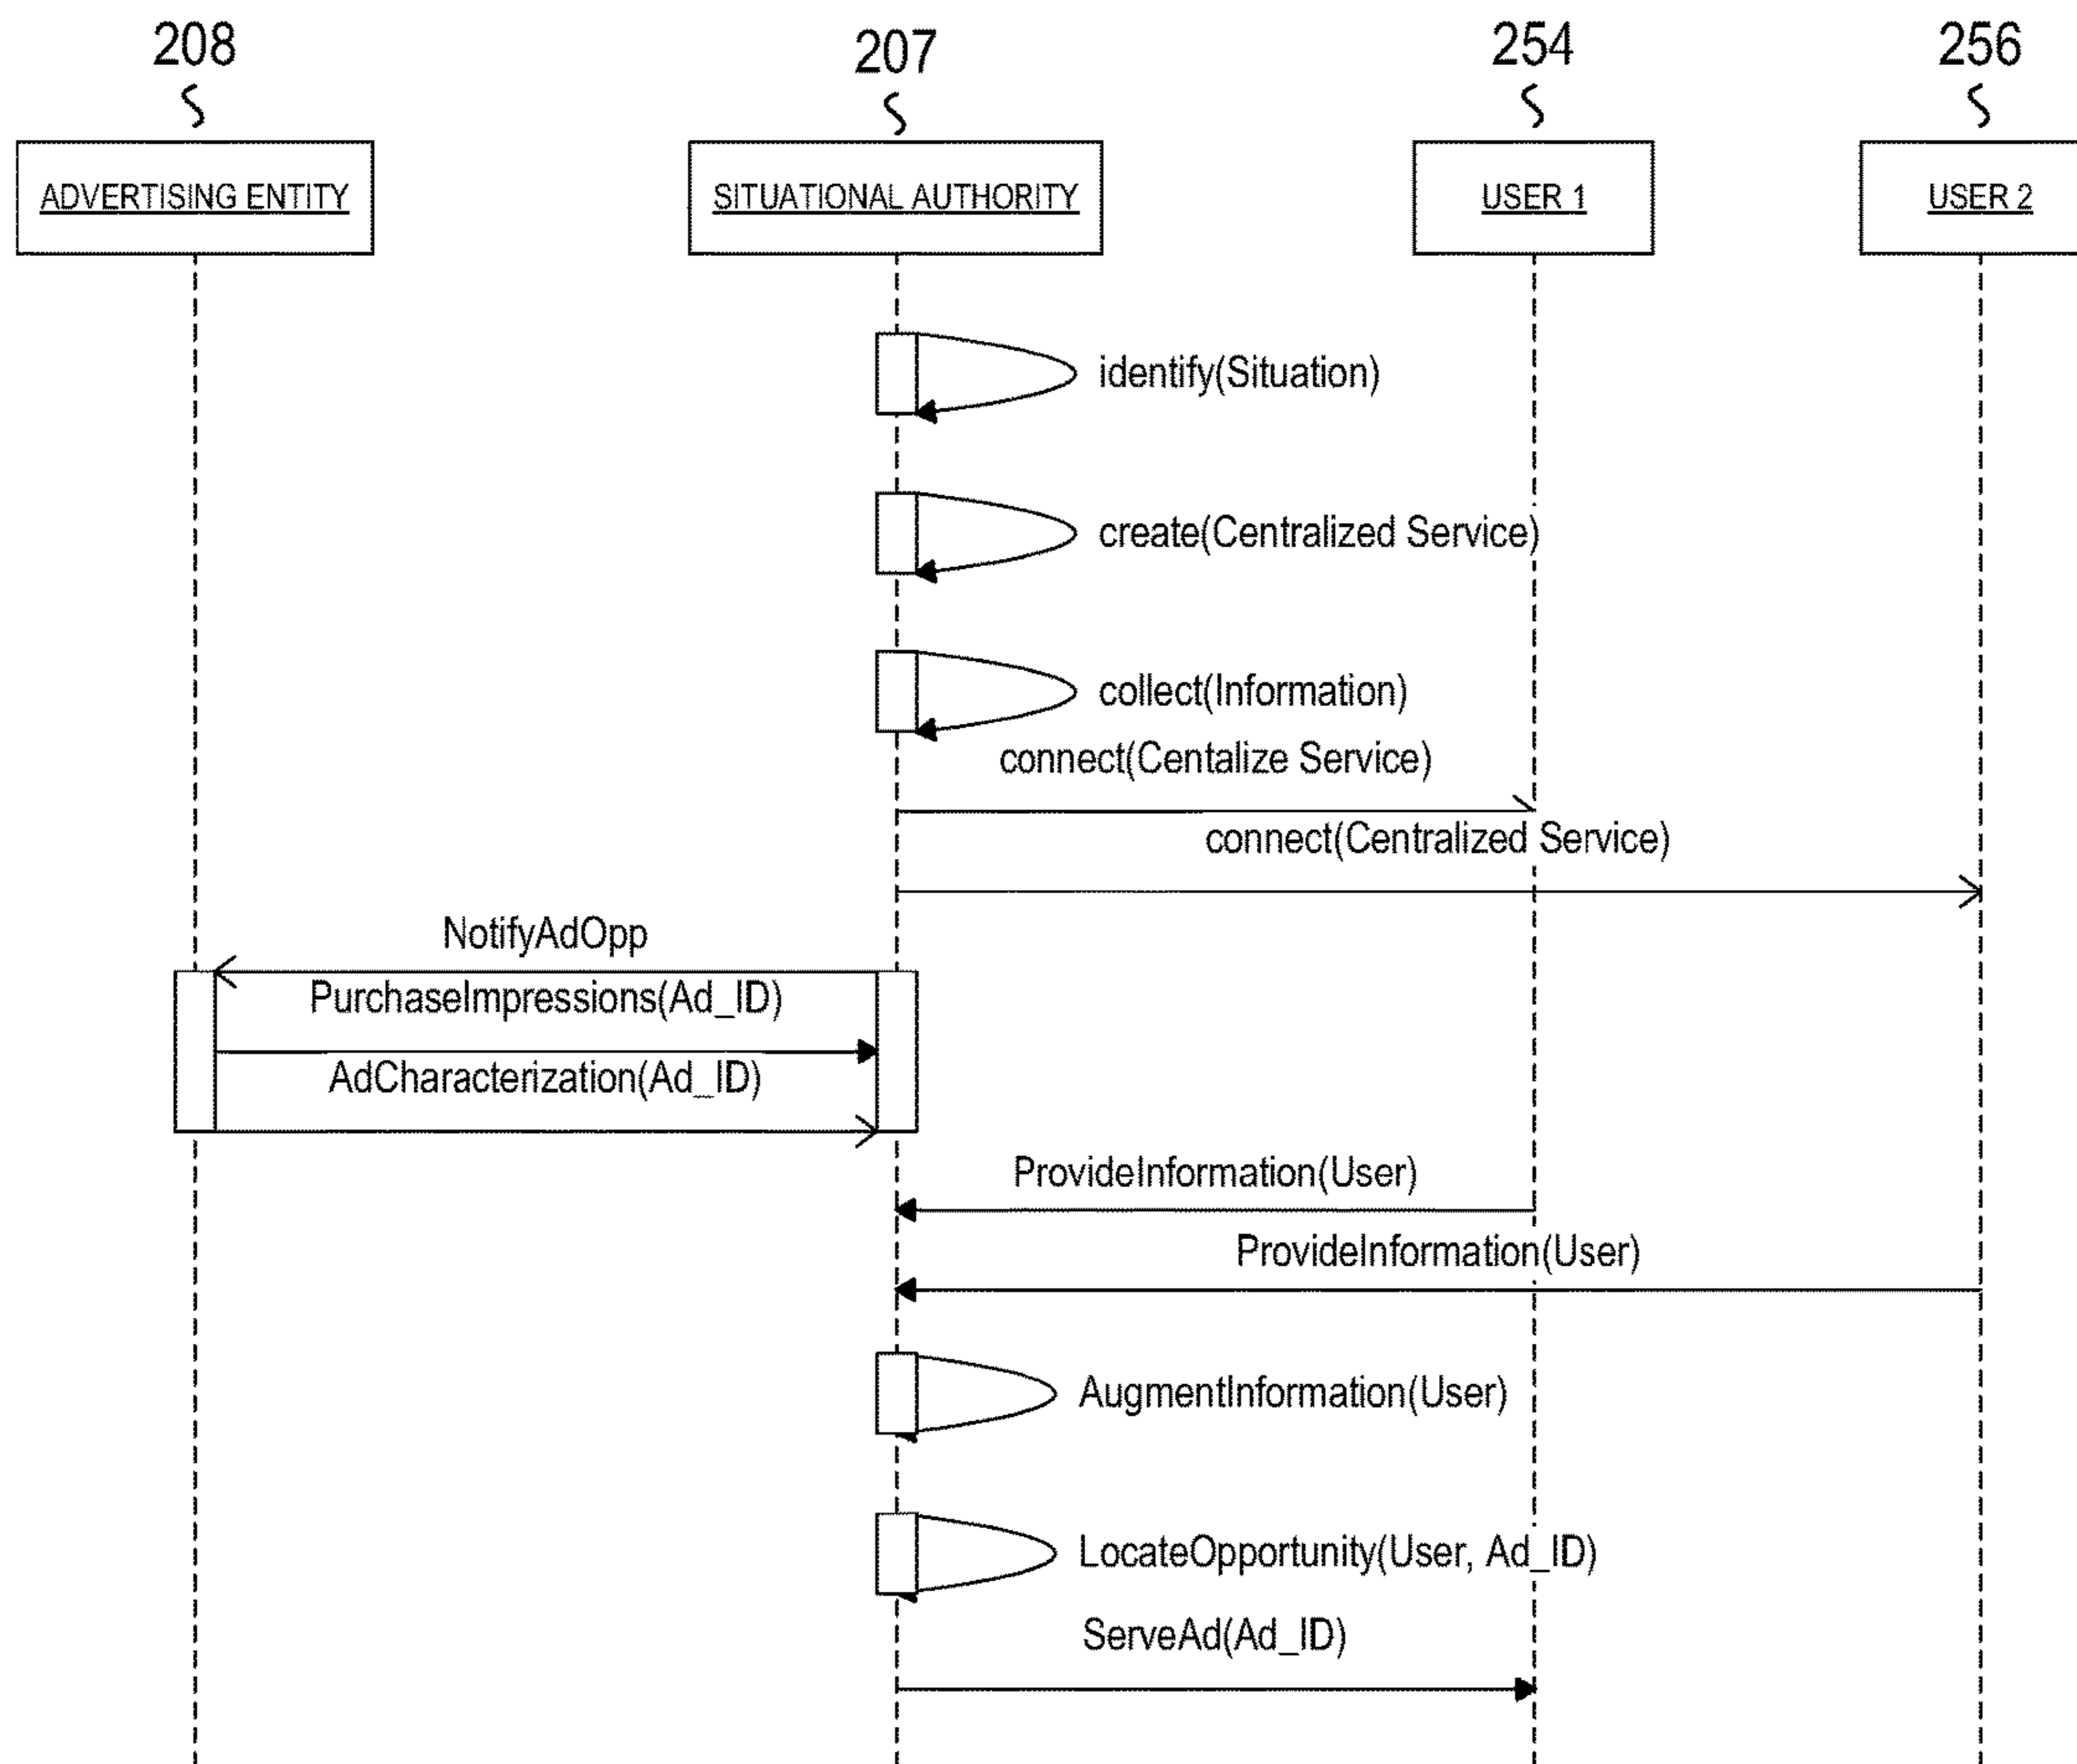 208
207
254
256
ADVERTISING ENTITY
SITUATIONAL AUTHORITY
USER 1
USER 2
identify(Situation)
create(Centralized Service)
collect(Information)
connect(Centalize Service)
connect(Centralized Service)
NotifyAdOpp
PurchaseImpressions(Ad_ID)
AdCharacterization(Ad_ID)
ProvideInformation(User)
ProvideInformation(User)
AugmentInformation(User)
LocateOpportunity(User, Ad_ID)
ServeAd(Ad_ID)